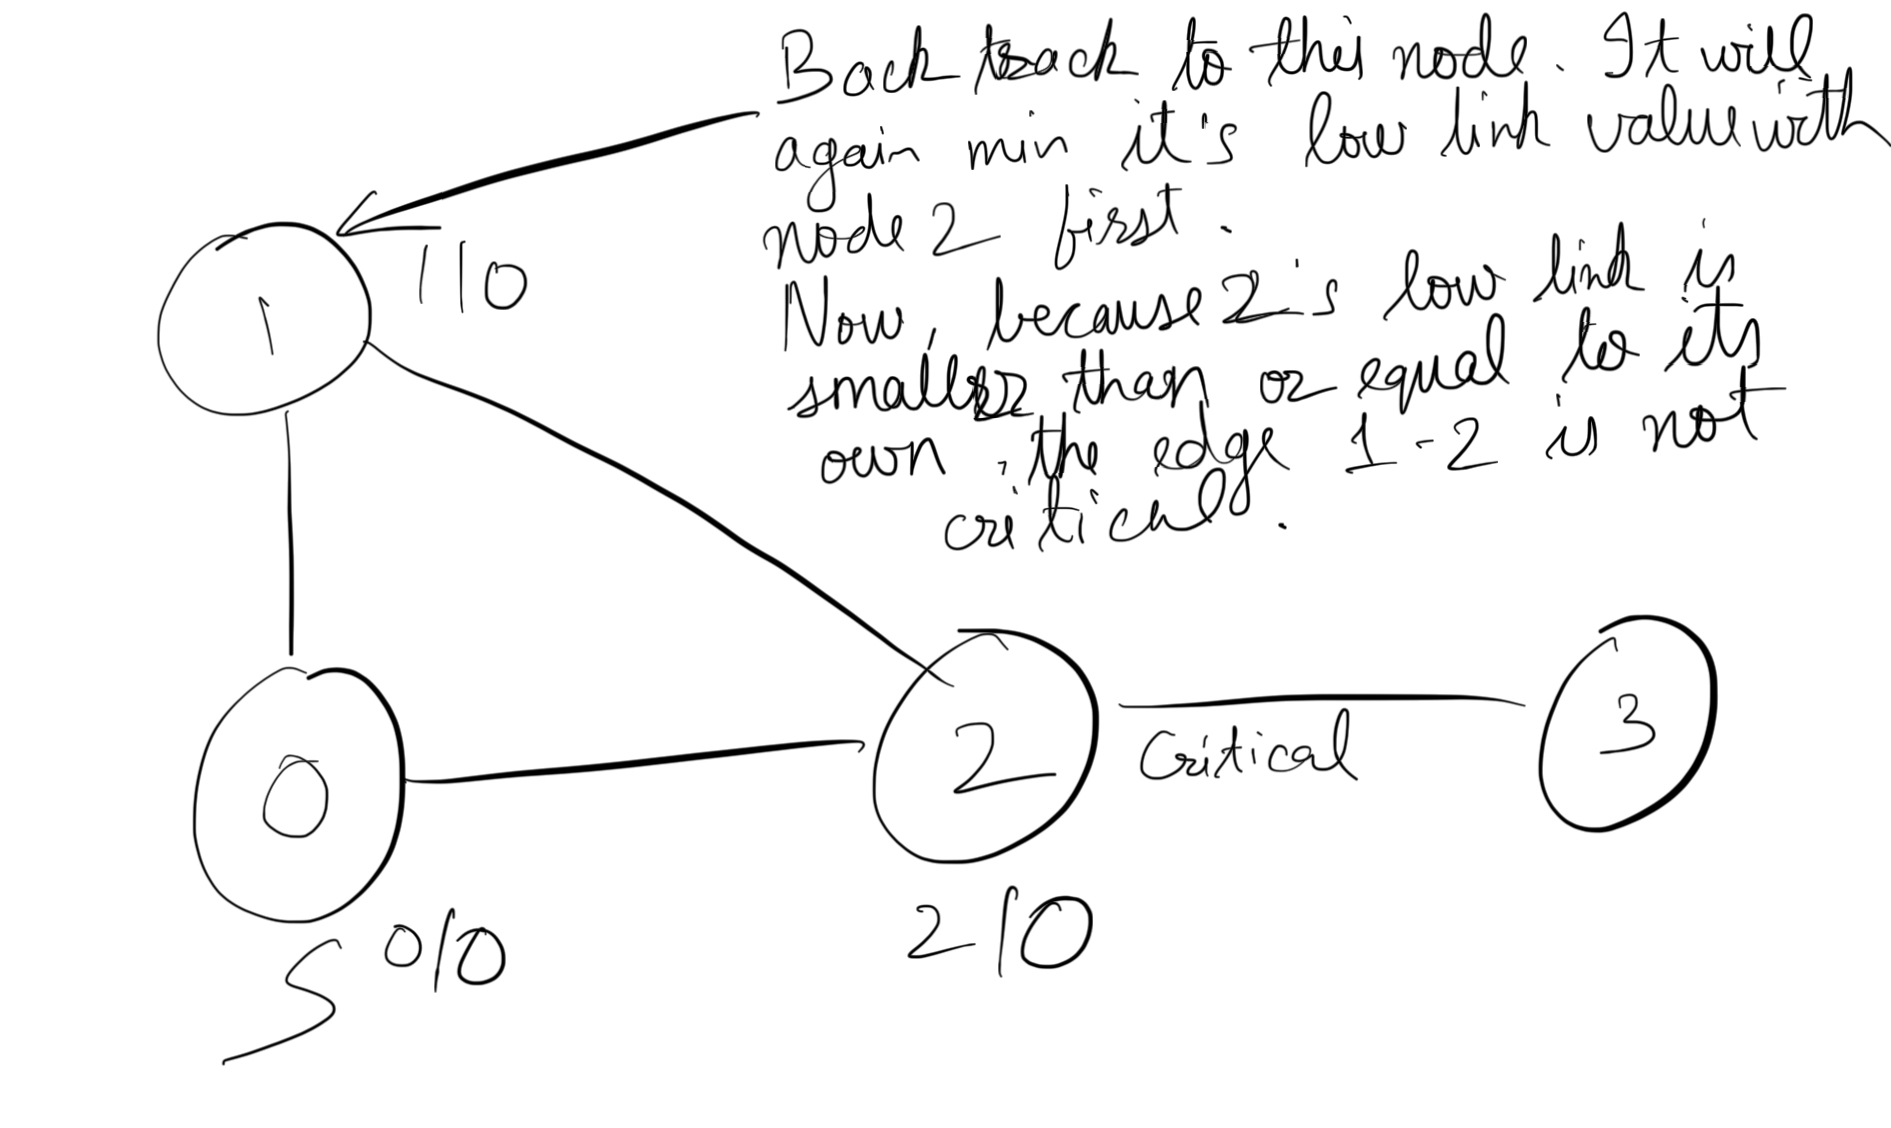 Back track to this node. It will
again min it's low link value with
node 2 first.
Now, because 2's low link is
smaller than or equal to its
own, the edge 1-2 is not
critical.
1/0
1
0
2
Critical
3
S 0/0
2/0